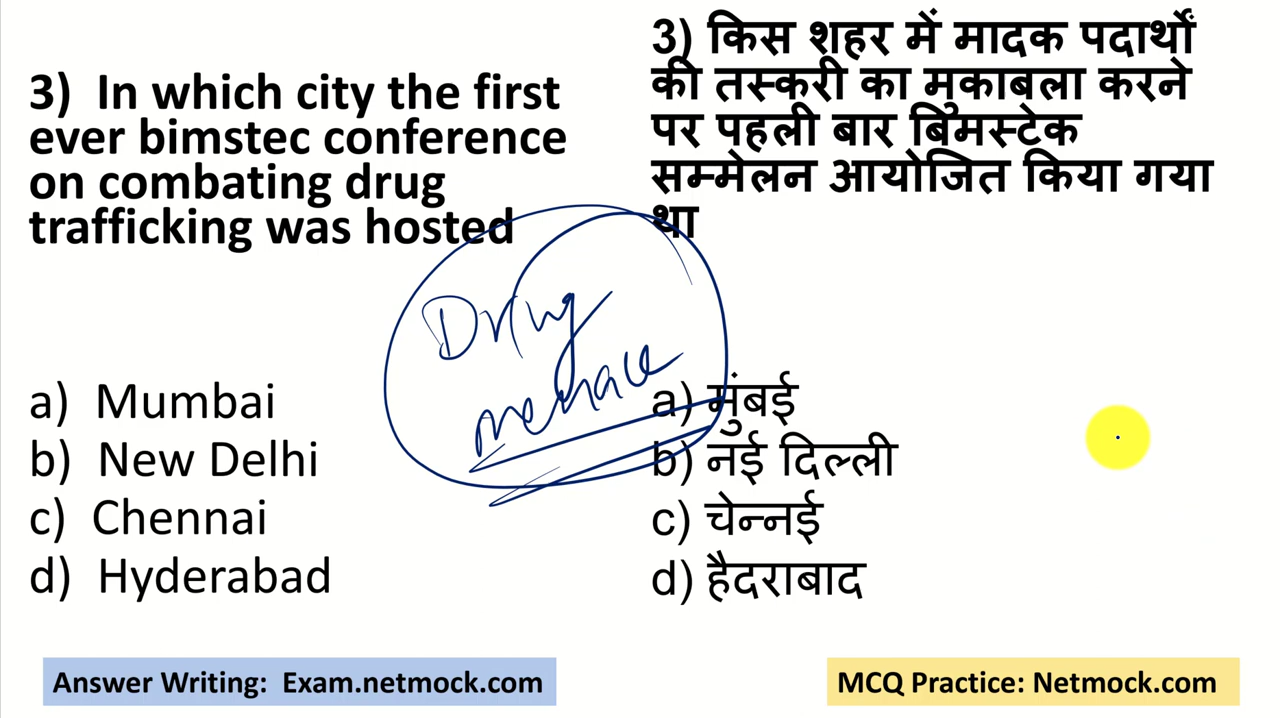 3) In which city the first
ever bimstec conference
on combating drug
trafficking was hosted
a) Mumbai
b) New Delhi
c) Chennai
d) Hyderabad
3) किस शहर में मादक पदार्थों
की तस्करी का मुकाबला करने
पर पहली बार बिमस्टेक
सम्मेलन आयोजित किया गया
था
a) मुंबई
b) नई दिल्ली
c) चेन्नई
d) हैदराबाद
Drug
menace
Answer Writing: Exam.netmock.com
MCQ Practice: Netmock.com